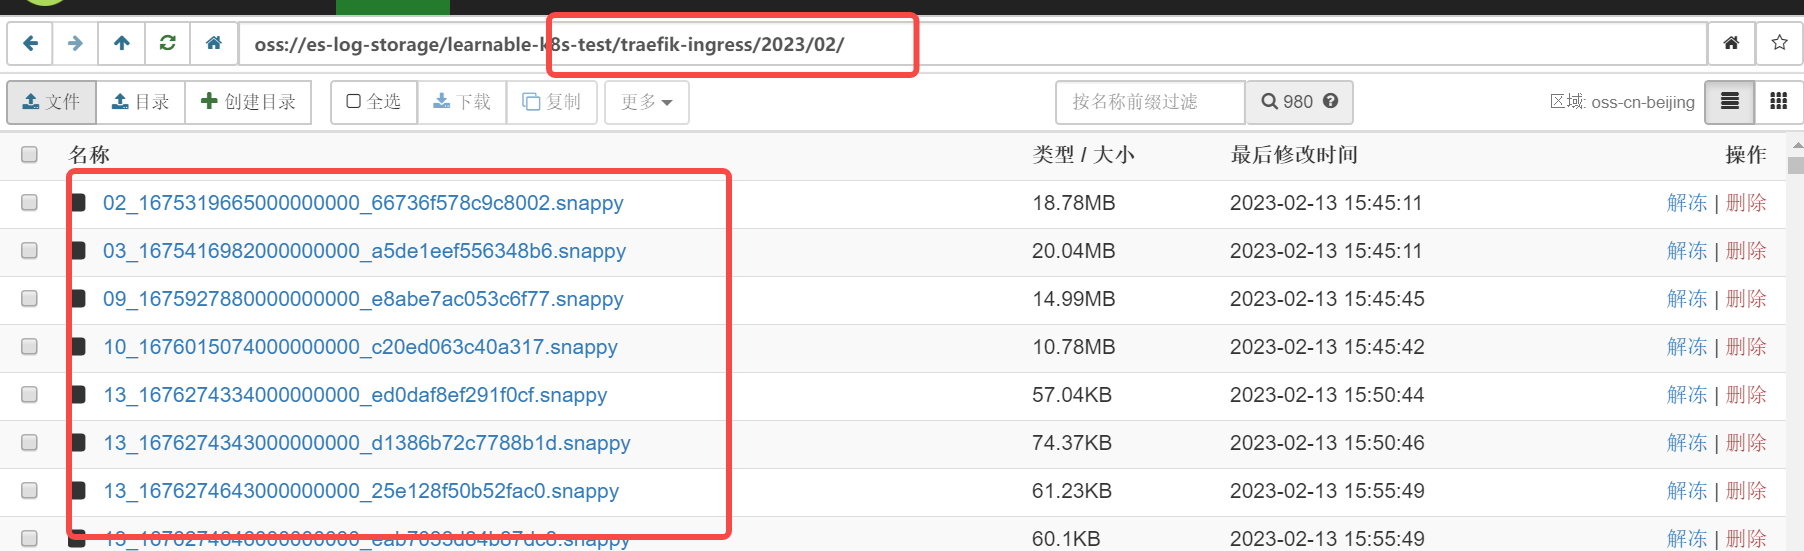 oss://es-log-storage/learnable-k8s-test/traefik-ingress/2023/02/
文件 目录 创建目录 全选 下载 复制 更多 按名称前缀过滤 980 区域: oss-cn-beijing
名称 类型 / 大小 最后修改时间 操作
02_1675319665000000000_66736f578c9c8002.snappy 18.78MB 2023-02-13 15:45:11 解冻 | 删除
03_1675416982000000000_a5de1eef556348b6.snappy 20.04MB 2023-02-13 15:45:11 解冻 | 删除
09_1675927880000000000_e8abe7ac053c6f77.snappy 14.99MB 2023-02-13 15:45:45 解冻 | 删除
10_1676015074000000000_c20ed063c40a317.snappy 10.78MB 2023-02-13 15:45:42 解冻 | 删除
13_1676274334000000000_ed0daf8ef291f0cf.snappy 57.04KB 2023-02-13 15:50:44 解冻 | 删除
13_1676274343000000000_d1386b72c7788b1d.snappy 74.37KB 2023-02-13 15:50:46 解冻 | 删除
13_1676274643000000000_25e128f50b52fac0.snappy 61.23KB 2023-02-13 15:55:49 解冻 | 删除
60.1KB 2023-02-13 15:55:49 解冻 | 删除